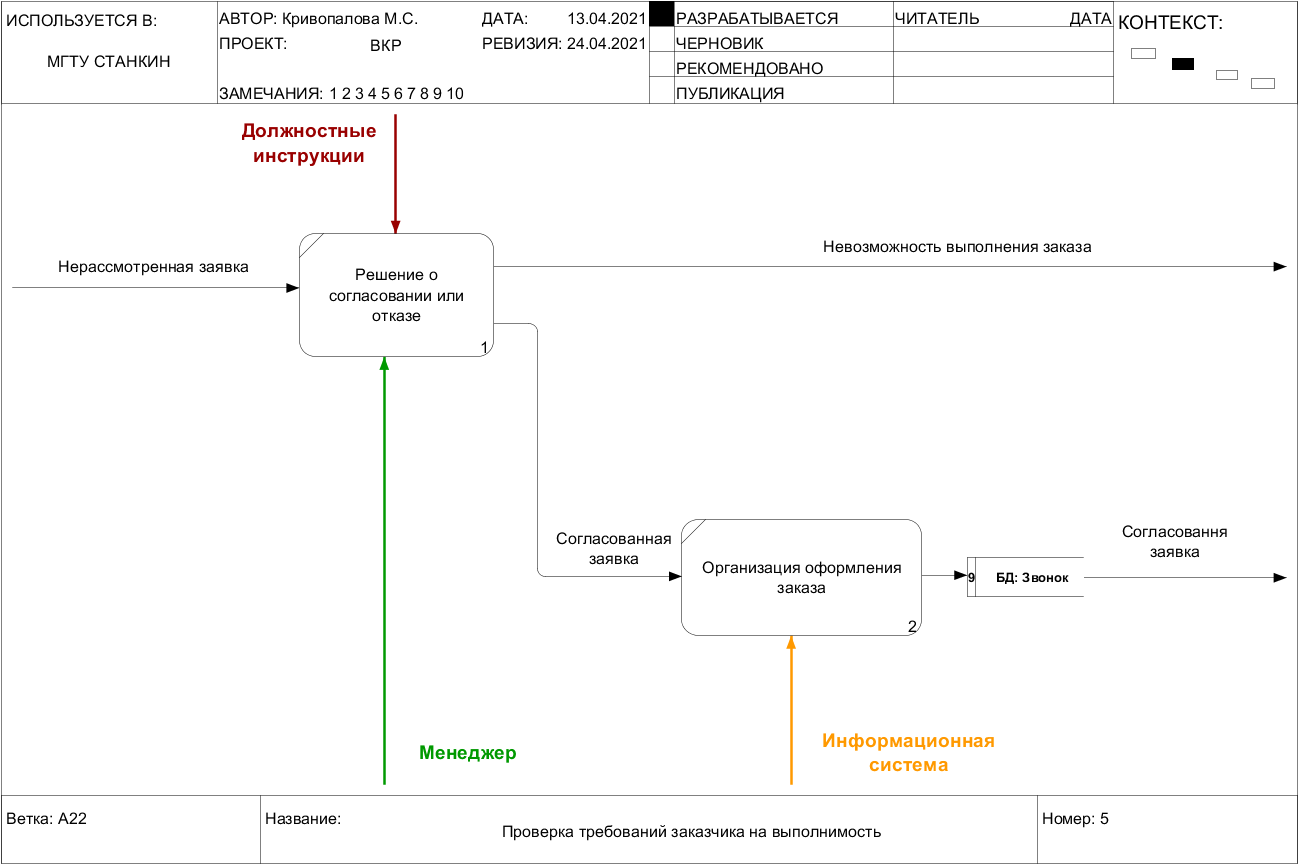 ИСПОЛЬЗУЕТСЯ В:
МГТУ СТАНКИН
АВТОР: Кривопалова М.С.
ДАТА: 13.04.2021
ПРОЕКТ: ВКР
РЕВИЗИЯ: 24.04.2021
ЗАМЕЧАНИЯ: 1 2 3 4 5 6 7 8 9 10
РАЗРАБАТЫВАЕТСЯ
ЧЕРНОВИК
РЕКОМЕНДОВАНО
ПУБЛИКАЦИЯ
ЧИТАТЕЛЬ ДАТА
КОНТЕКСТ:
Должностные
инструкции
Нерассмотренная заявка
Решение о
согласовании или
отказе
1
Невозможность выполнения заказа
Согласованная
заявка
Организация оформления
заказа
2
9 БД: Звонок
Согласовання
заявка
Менеджер
Информационная
система
Ветка: A22
Название:
Проверка требований заказчика на выполнимость
Номер: 5